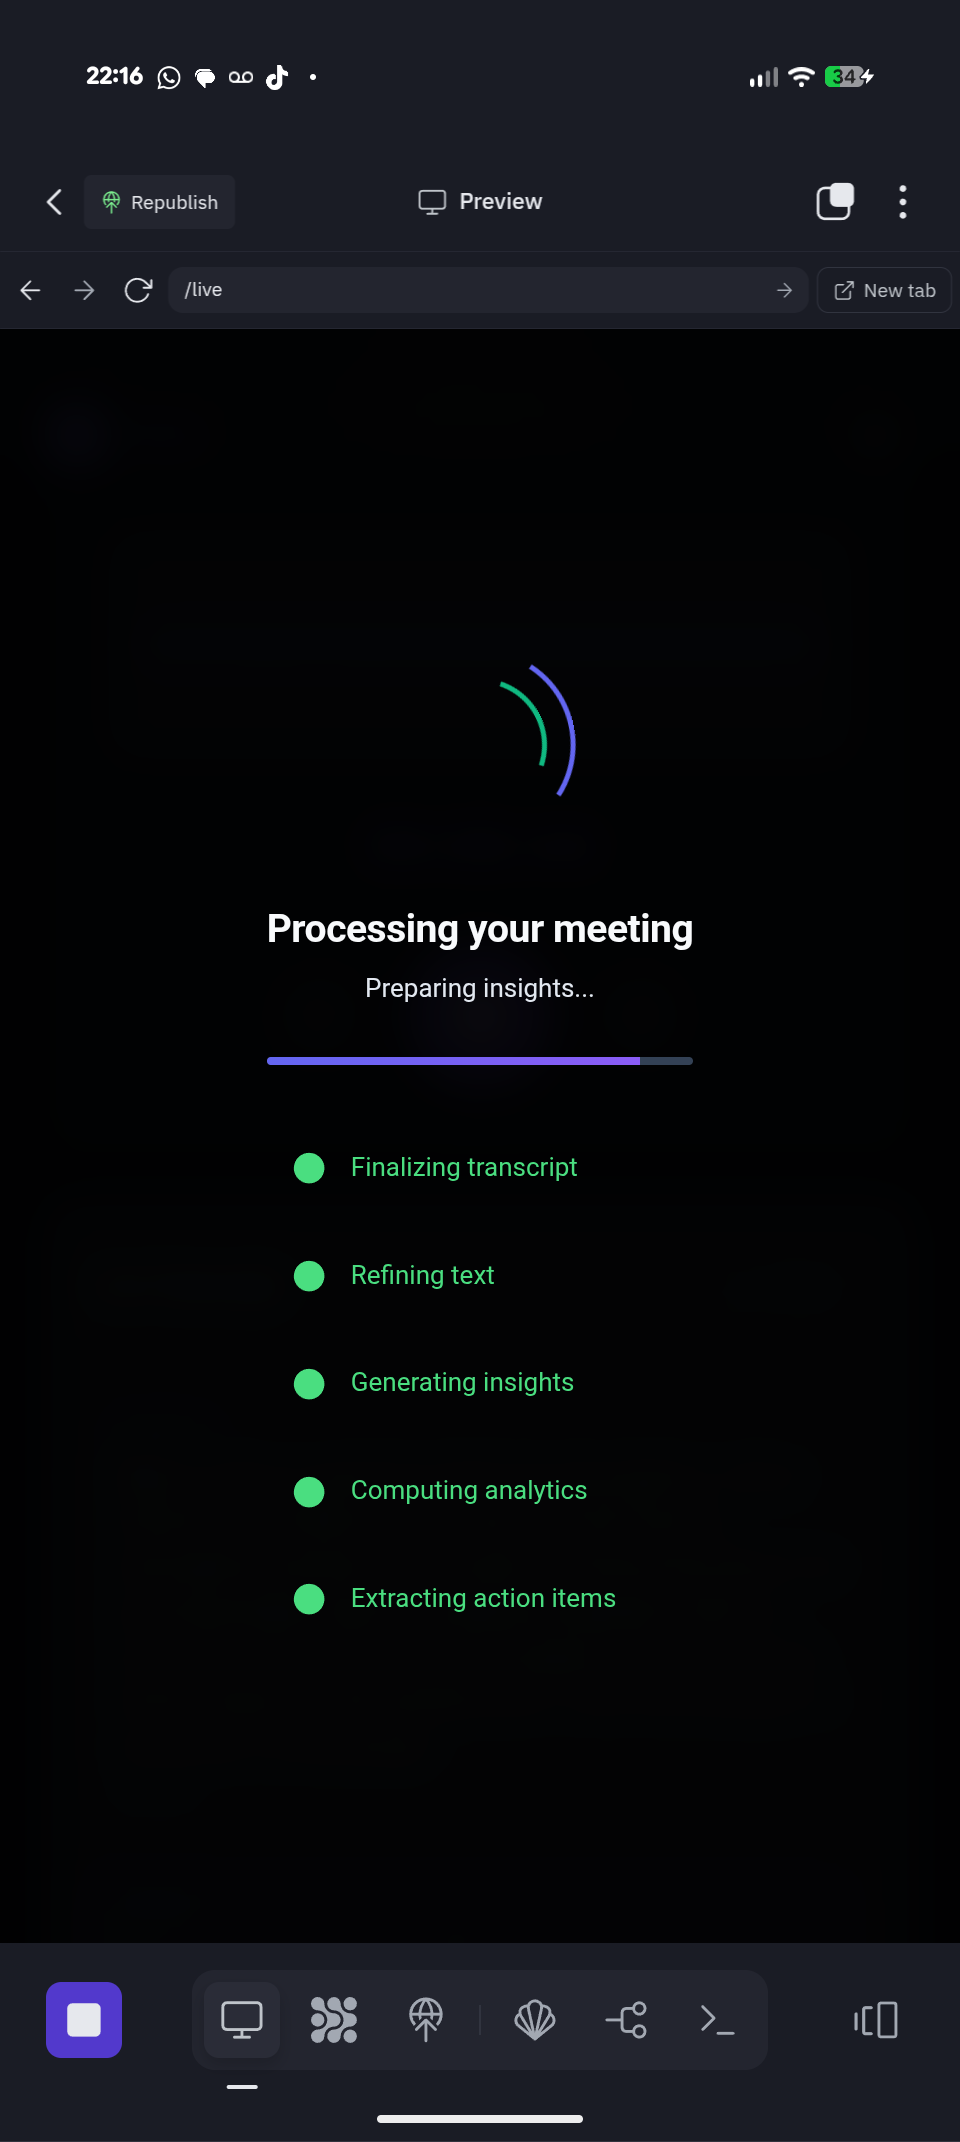 22:16
34
Republish
Preview
/live
New tab
Processing your meeting
Preparing insights...
Finalizing transcript
Refining text
Generating insights
Computing analytics
Extracting action items